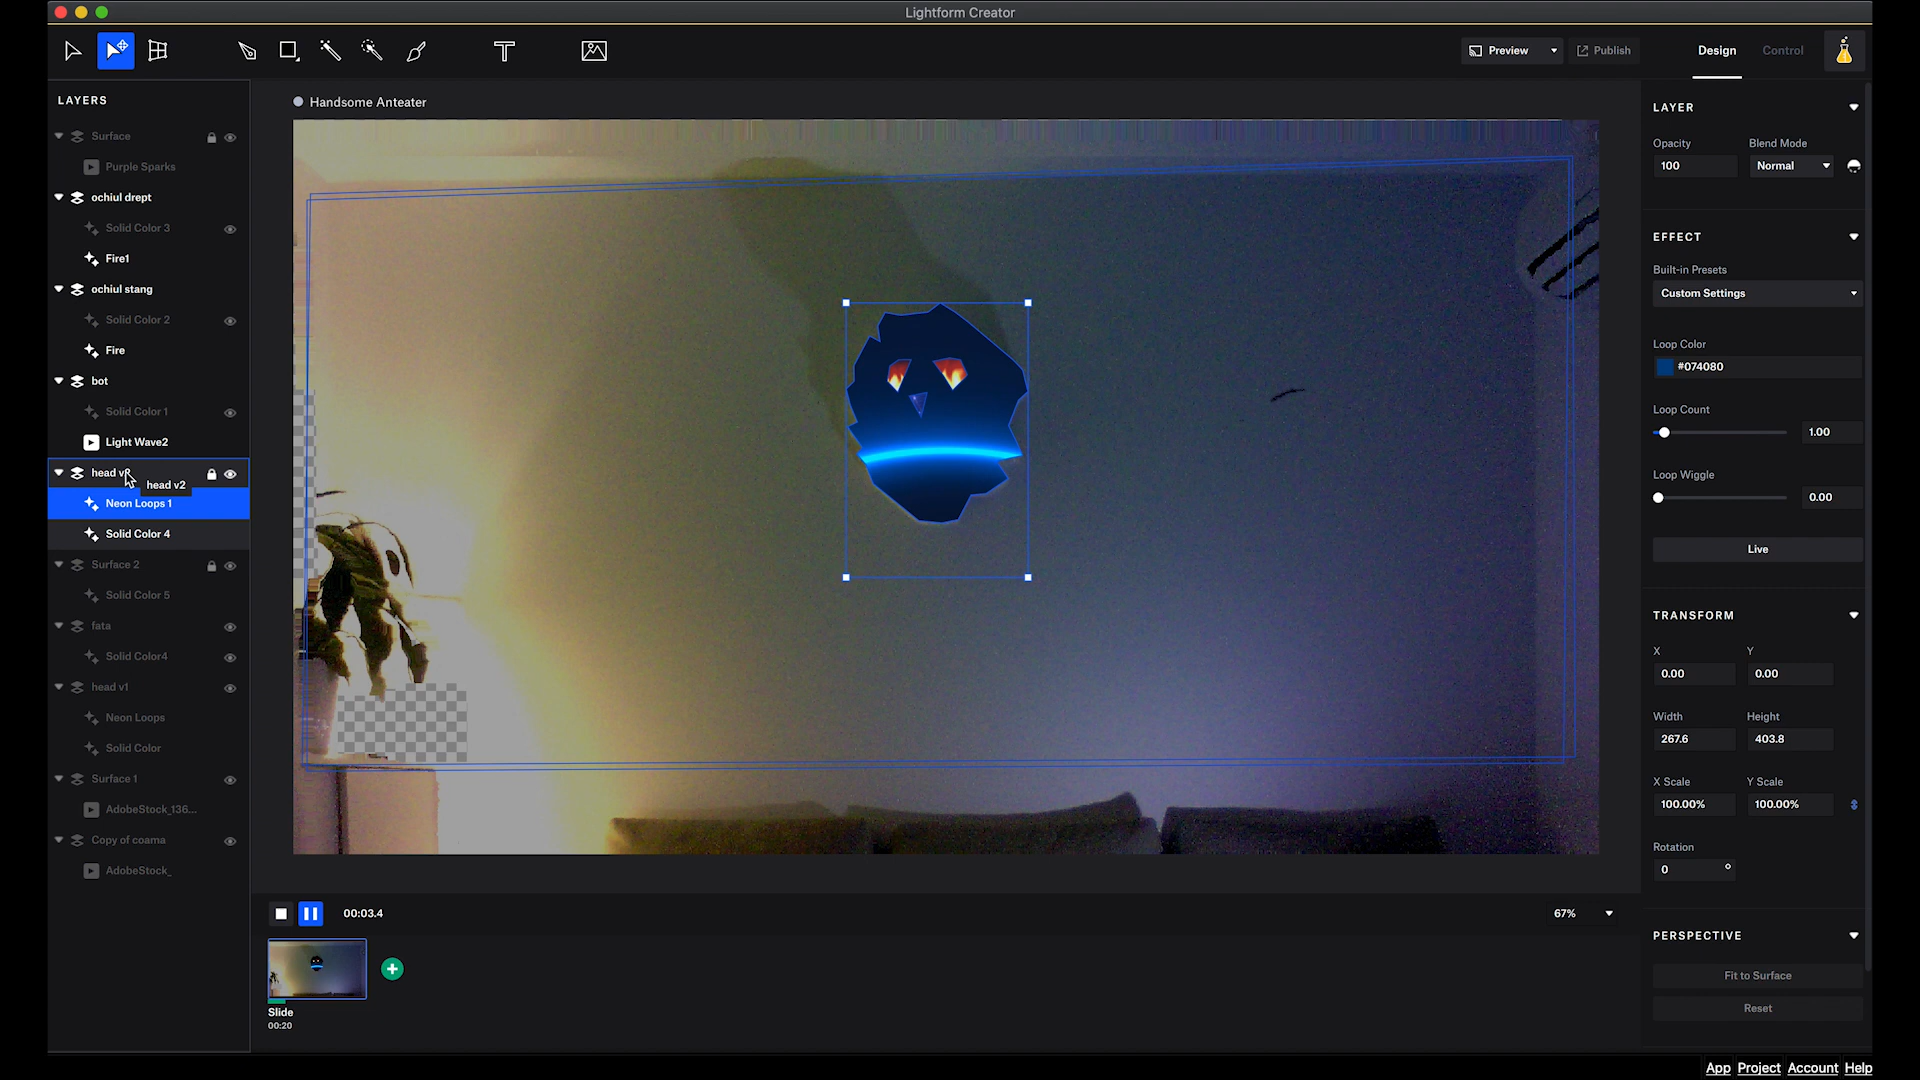 Lightform Creator
Preview
Publish
Design
Control
LAYERS
Surface
Purple Sparks
ochiul drept
Solid Color 3
Fire1
ochiul stang
Solid Color 2
Fire
bot
Solid Color 1
Light Wave2
head v2
head v2
Neon Loops 1
Solid Color 4
Surface 2
Solid Color 5
fata
Solid Color4
head v1
Neon Loops
Solid Color
Surface 1
AdobeStock_136...
Copy of coama
AdobeStock_
Handsome Anteater
00:03.4
67%
Slide
00:20
LAYER
Opacity
Blend Mode
100
Normal
EFFECT
Built-in Presets
Custom Settings
Loop Color
#074080
Loop Count
1.00
Loop Wiggle
0.00
Live
TRANSFORM
X
Y
0.00
0.00
Width
Height
267.6
403.8
X Scale
Y Scale
100.00%
100.00%
Rotation
0 °
PERSPECTIVE
Fit to Surface
Reset
App Project Account Help